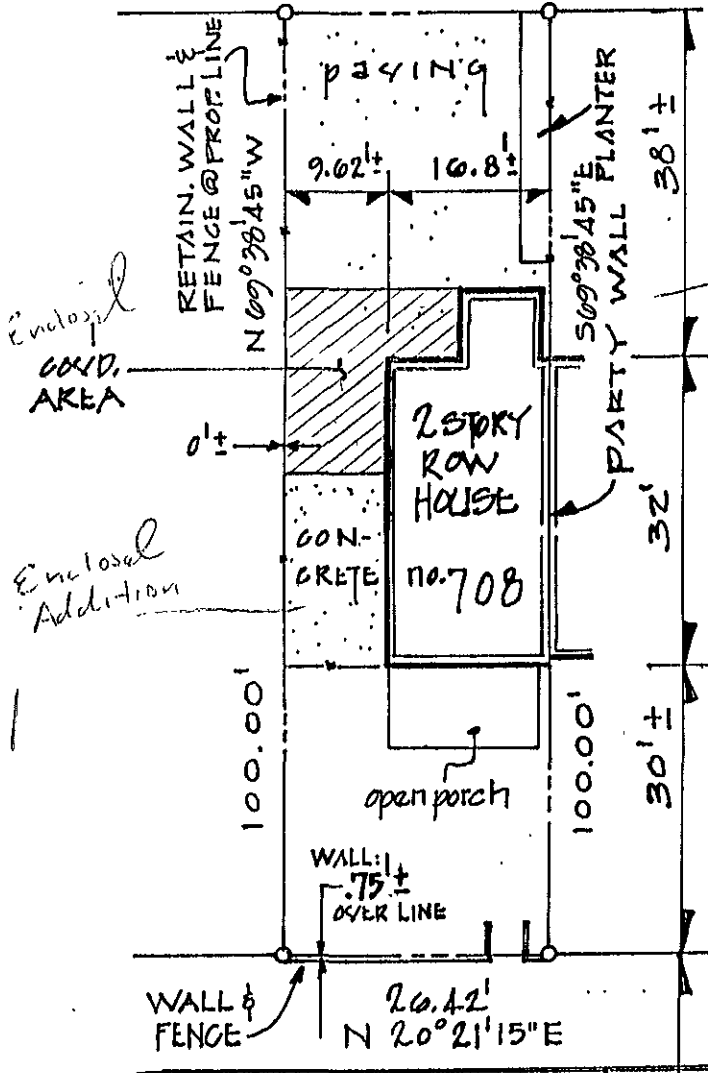 paving
RETAIN. WALL &
FENCE @ PROP. LINE
N 69°38'45"W
9.62'±
16.8'±
PLANTER
S69°38'45"E
38'±
PARTY WALL
Enclosed
COV'D.
AREA
0'±
2 STORY
ROW
HOUSE
no. 708
CON-
CRETE
32'
Enclosed
Addition
100.00'
100.00'
30'±
open porch
WALL:
.75'±
OVER LINE
WALL &
FENCE
26.42'
N 20°21'15"E